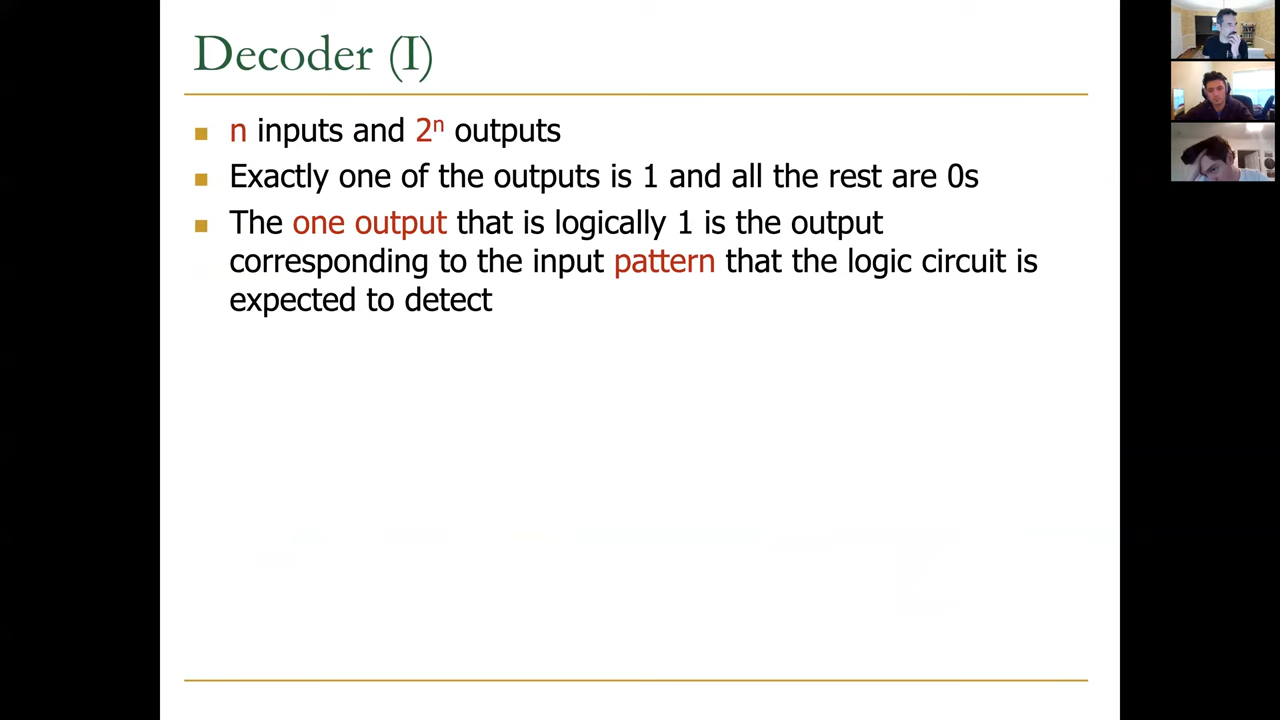 Decoder (I)
n inputs and 2ⁿ outputs
Exactly one of the outputs is 1 and all the rest are 0s
The one output that is logically 1 is the output
corresponding to the input pattern that the logic circuit is
expected to detect